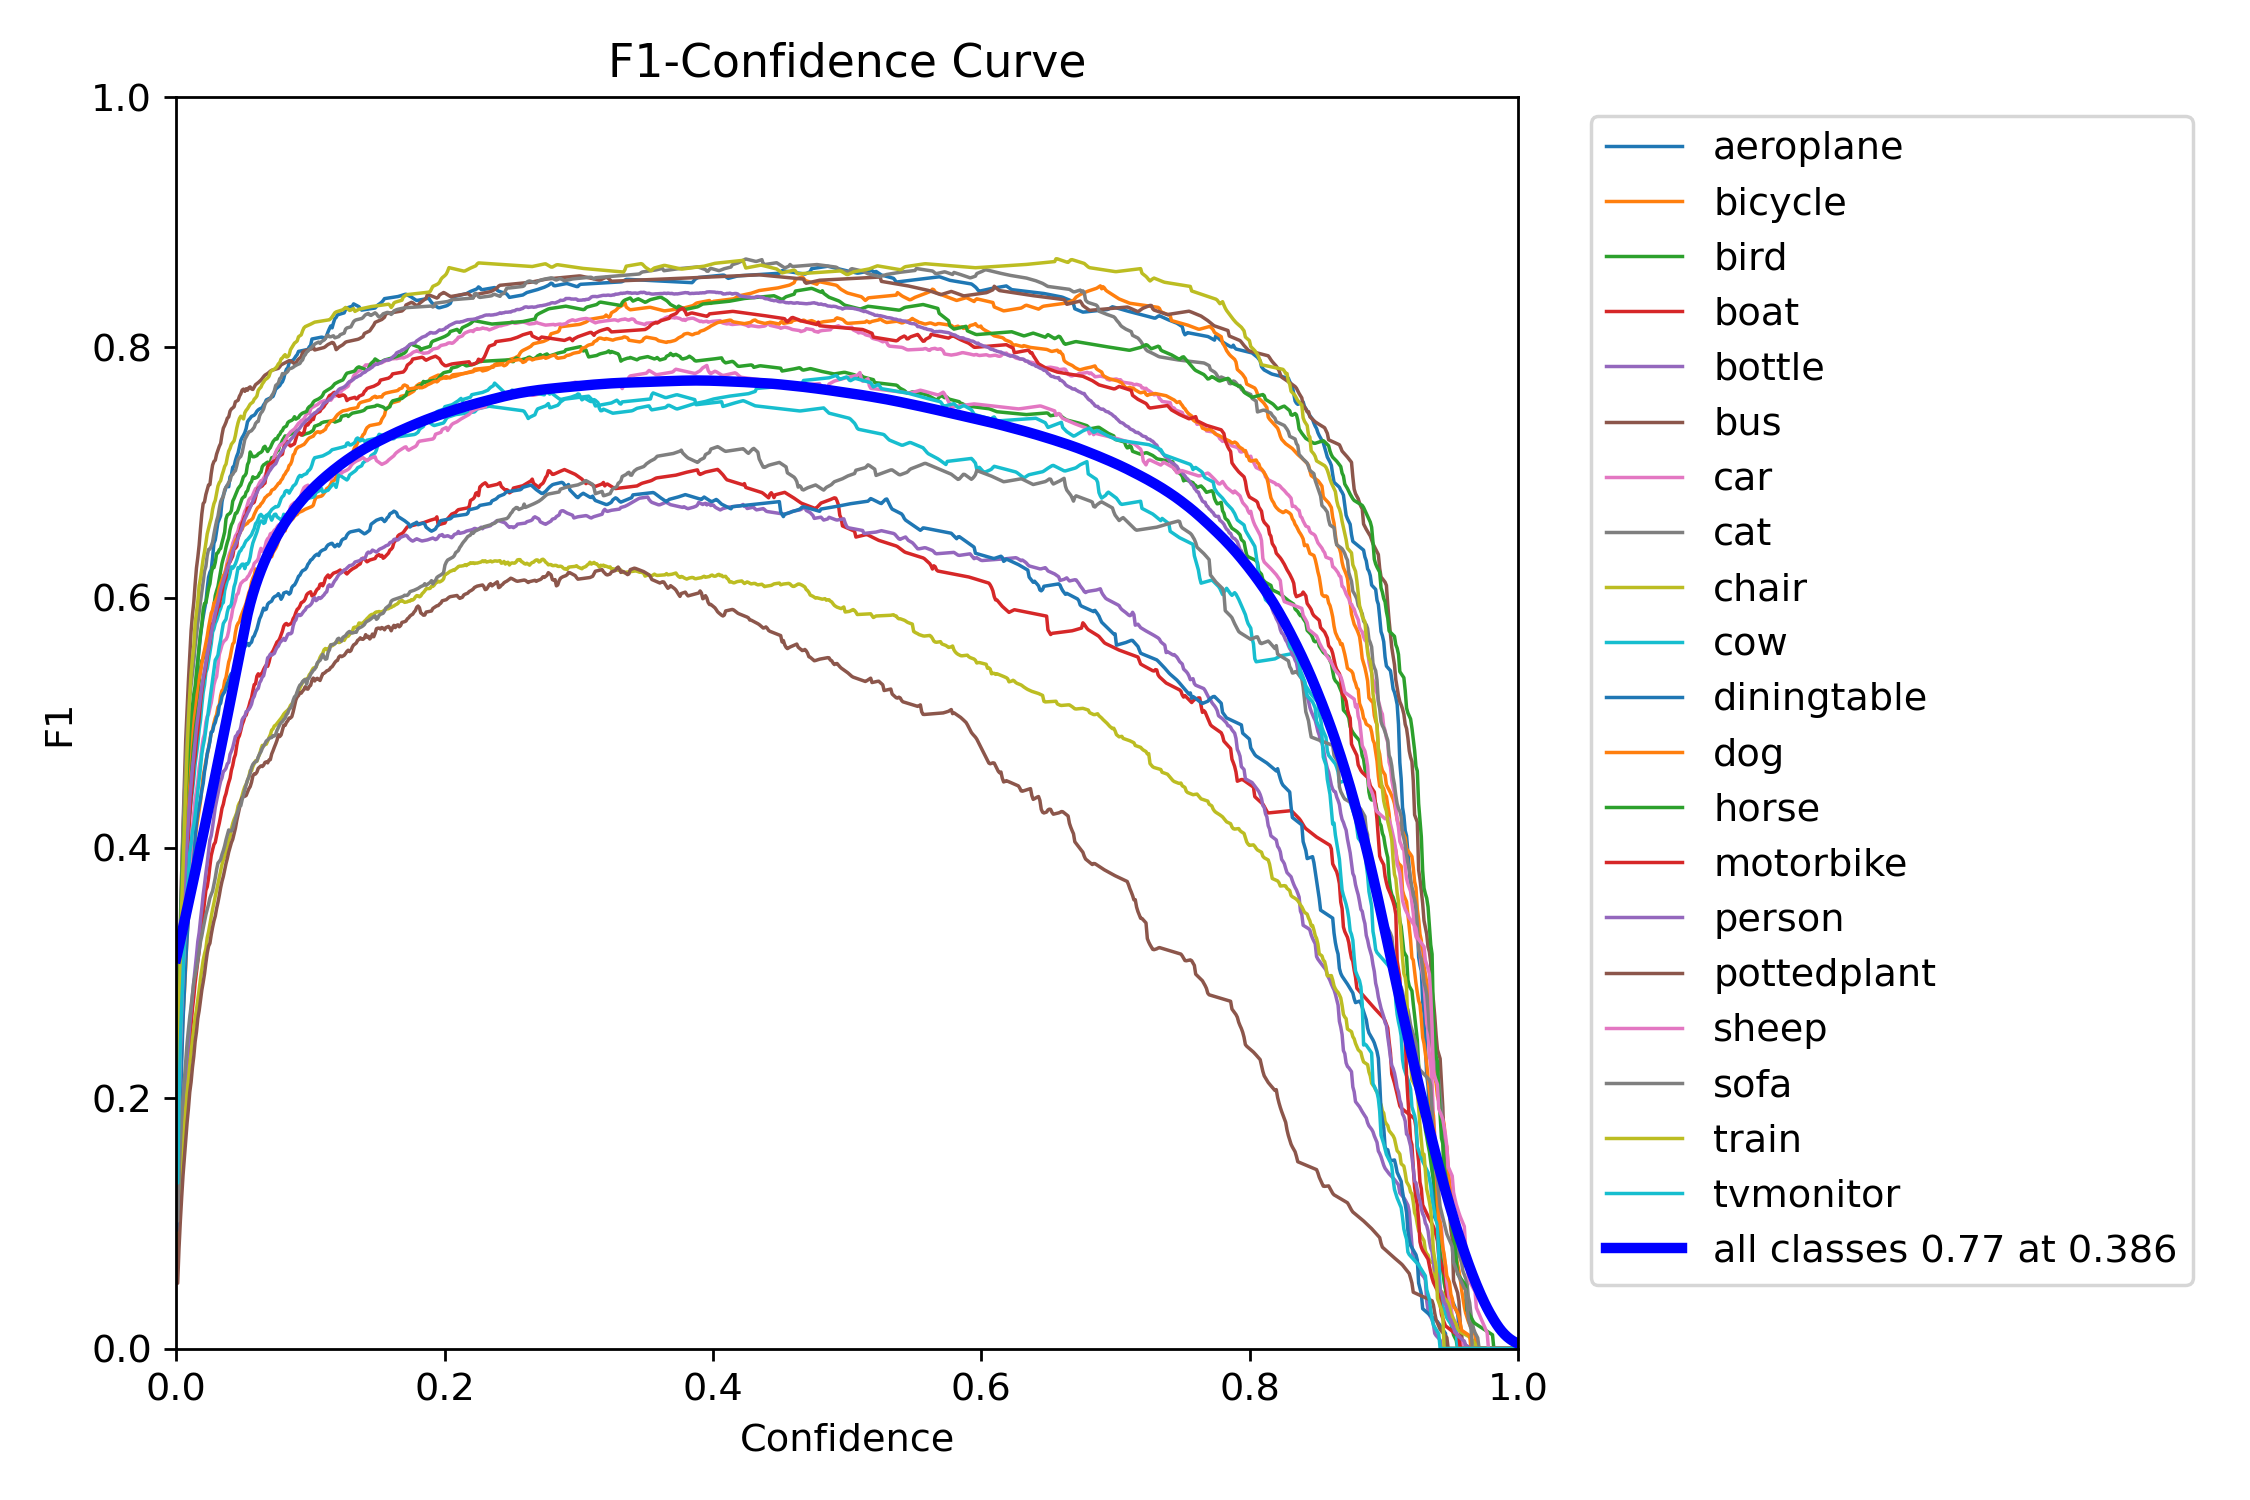 F1-Confidence Curve
1.0
0.8
0.6
0.4
0.2
0.0
F1
0.0 0.2 0.4 0.6 0.8 1.0
Confidence
aeroplane
bicycle
bird
boat
bottle
bus
car
cat
chair
cow
diningtable
dog
horse
motorbike
person
pottedplant
sheep
sofa
train
tvmonitor
all classes 0.77 at 0.386